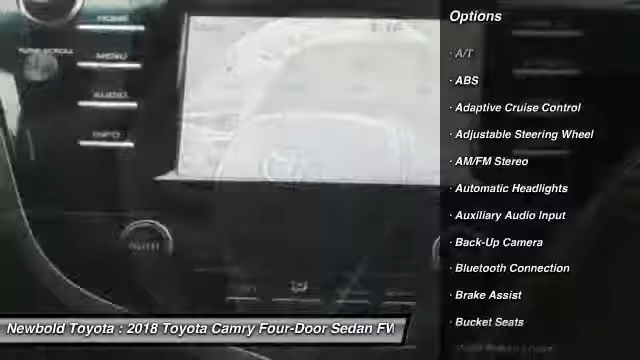 HOME
MENU
AUDIO
INFO
Options
· A/T
· ABS
· Adaptive Cruise Control
· Adjustable Steering Wheel
· AM/FM Stereo
· Automatic Headlights
· Auxiliary Audio Input
· Back-Up Camera
· Bluetooth Connection
· Brake Assist
· Bucket Seats
Newbold Toyota : 2018 Toyota Camry Four-Door Sedan FW